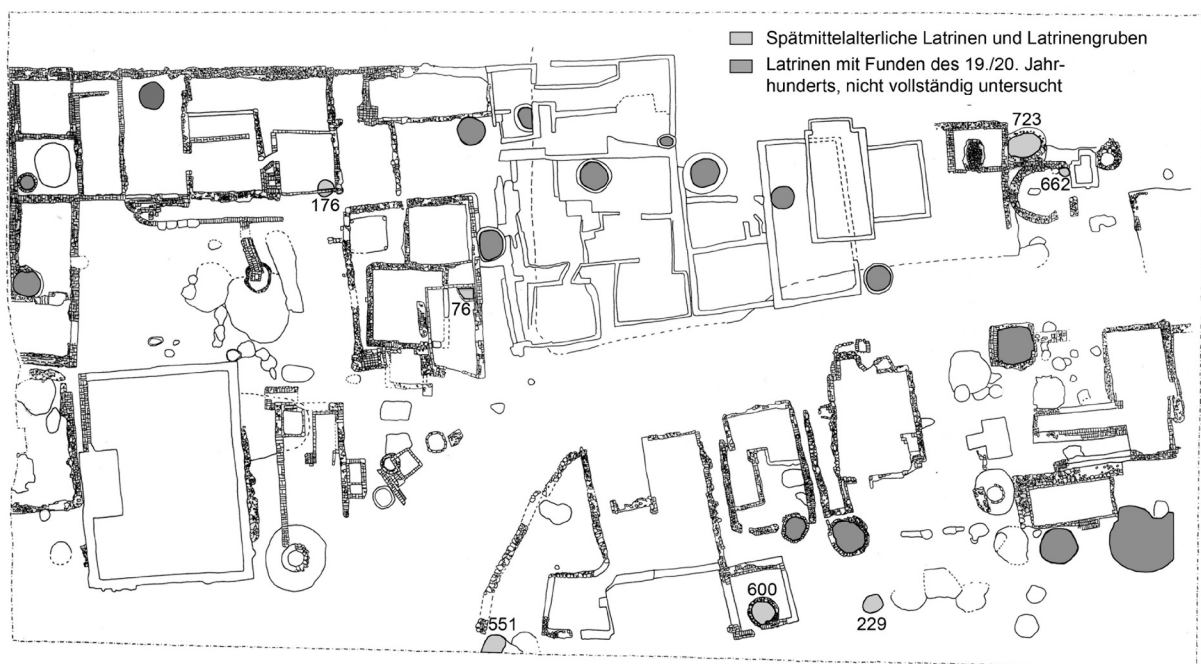 Spätmittelalterliche Latrinen und Latrinengruben
Latrinen mit Funden des 19./20. Jahr-
hunderts, nicht vollständig untersucht
723
662
176
76
600
551
229